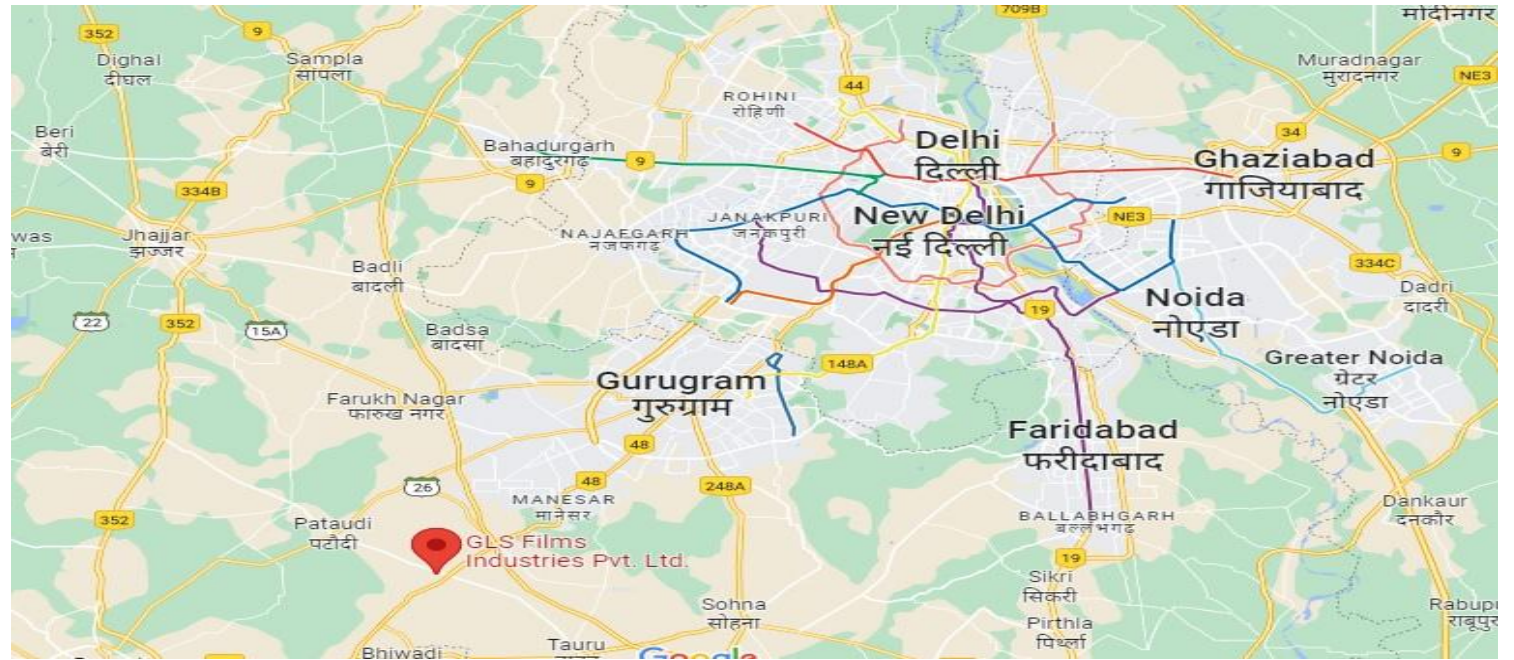 709B
मोदीनगर
352
9
Dighal
दीघल
Sampla
सांपला
Muradnagar
मुरादनगर
NE3
44
ROHINI
रोहिणी
Beri
बेरी
Bahadurgarh
बहादुरगढ़
9
9
Delhi
दिल्ली
34
Ghaziabad
गाजियाबाद
9
334B
JANAKPURI
जनकपुरी
New Delhi
नई दिल्ली
NE3
was
Jhajjar
झज्जर
NAJAFGARH
नजफगढ़
Badli
बादली
334C
Dadri
दादरी
22
352
15A
Badsa
बादसा
19
Noida
नोएडा
148A
Greater Noida
ग्रेटर
नोएडा
Gurugram
गुरुग्राम
Farukh Nagar
फारुख नगर
48
Faridabad
फरीदाबाद
26
48
248A
MANESAR
मानेसर
352
Pataudi
पटौदी
GLS Films
Industries Pvt. Ltd.
BALLABHGARH
बल्लभगढ़
Dankaur
दनकौर
19
Sikri
सिकरी
Sohna
सोहना
Pirthla
पिर्थ्ला
Rabupu
राबूपुर
Bhiwadi
Tauru
Google